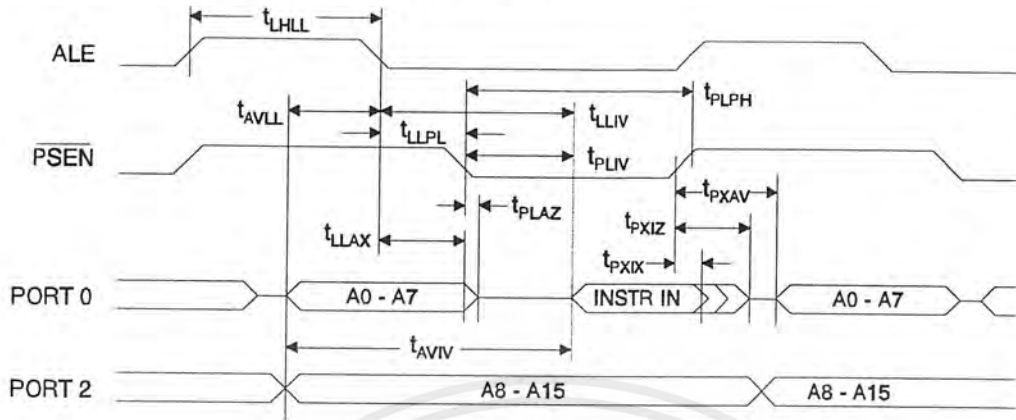 tLHLL
ALE
tPLPH
tAVLL
tLLIV
tLLPL
PSEN
tPLIV
tPXAV
tPLAZ
tLLAX
tPXIZ
tPXIX
PORT 0
A0 - A7
INSTR IN
A0 - A7
tAVIV
PORT 2
A8 - A15
A8 - A15